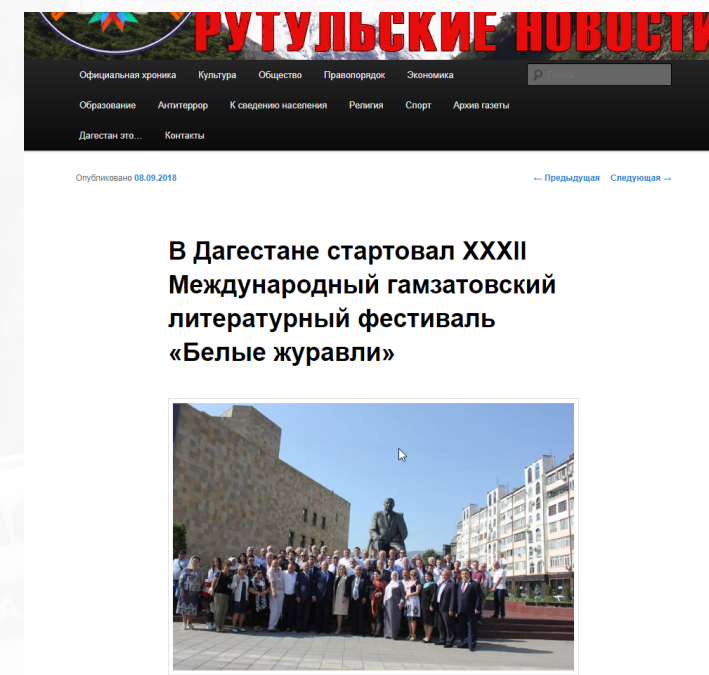 РУТУЛЬСКИЕ НОВОСТИ
Официальная хроника Культура Общество Правопорядок Экономика
Поиск
Образование Антитеррор К сведению населения Религия Спорт Архив газеты
Дагестан это... Контакты
Опубликовано 08.09.2018 ← Предыдущая Следующая →
В Дагестане стартовал XXXII
Международный гамзатовский
литературный фестиваль
«Белые журавли»